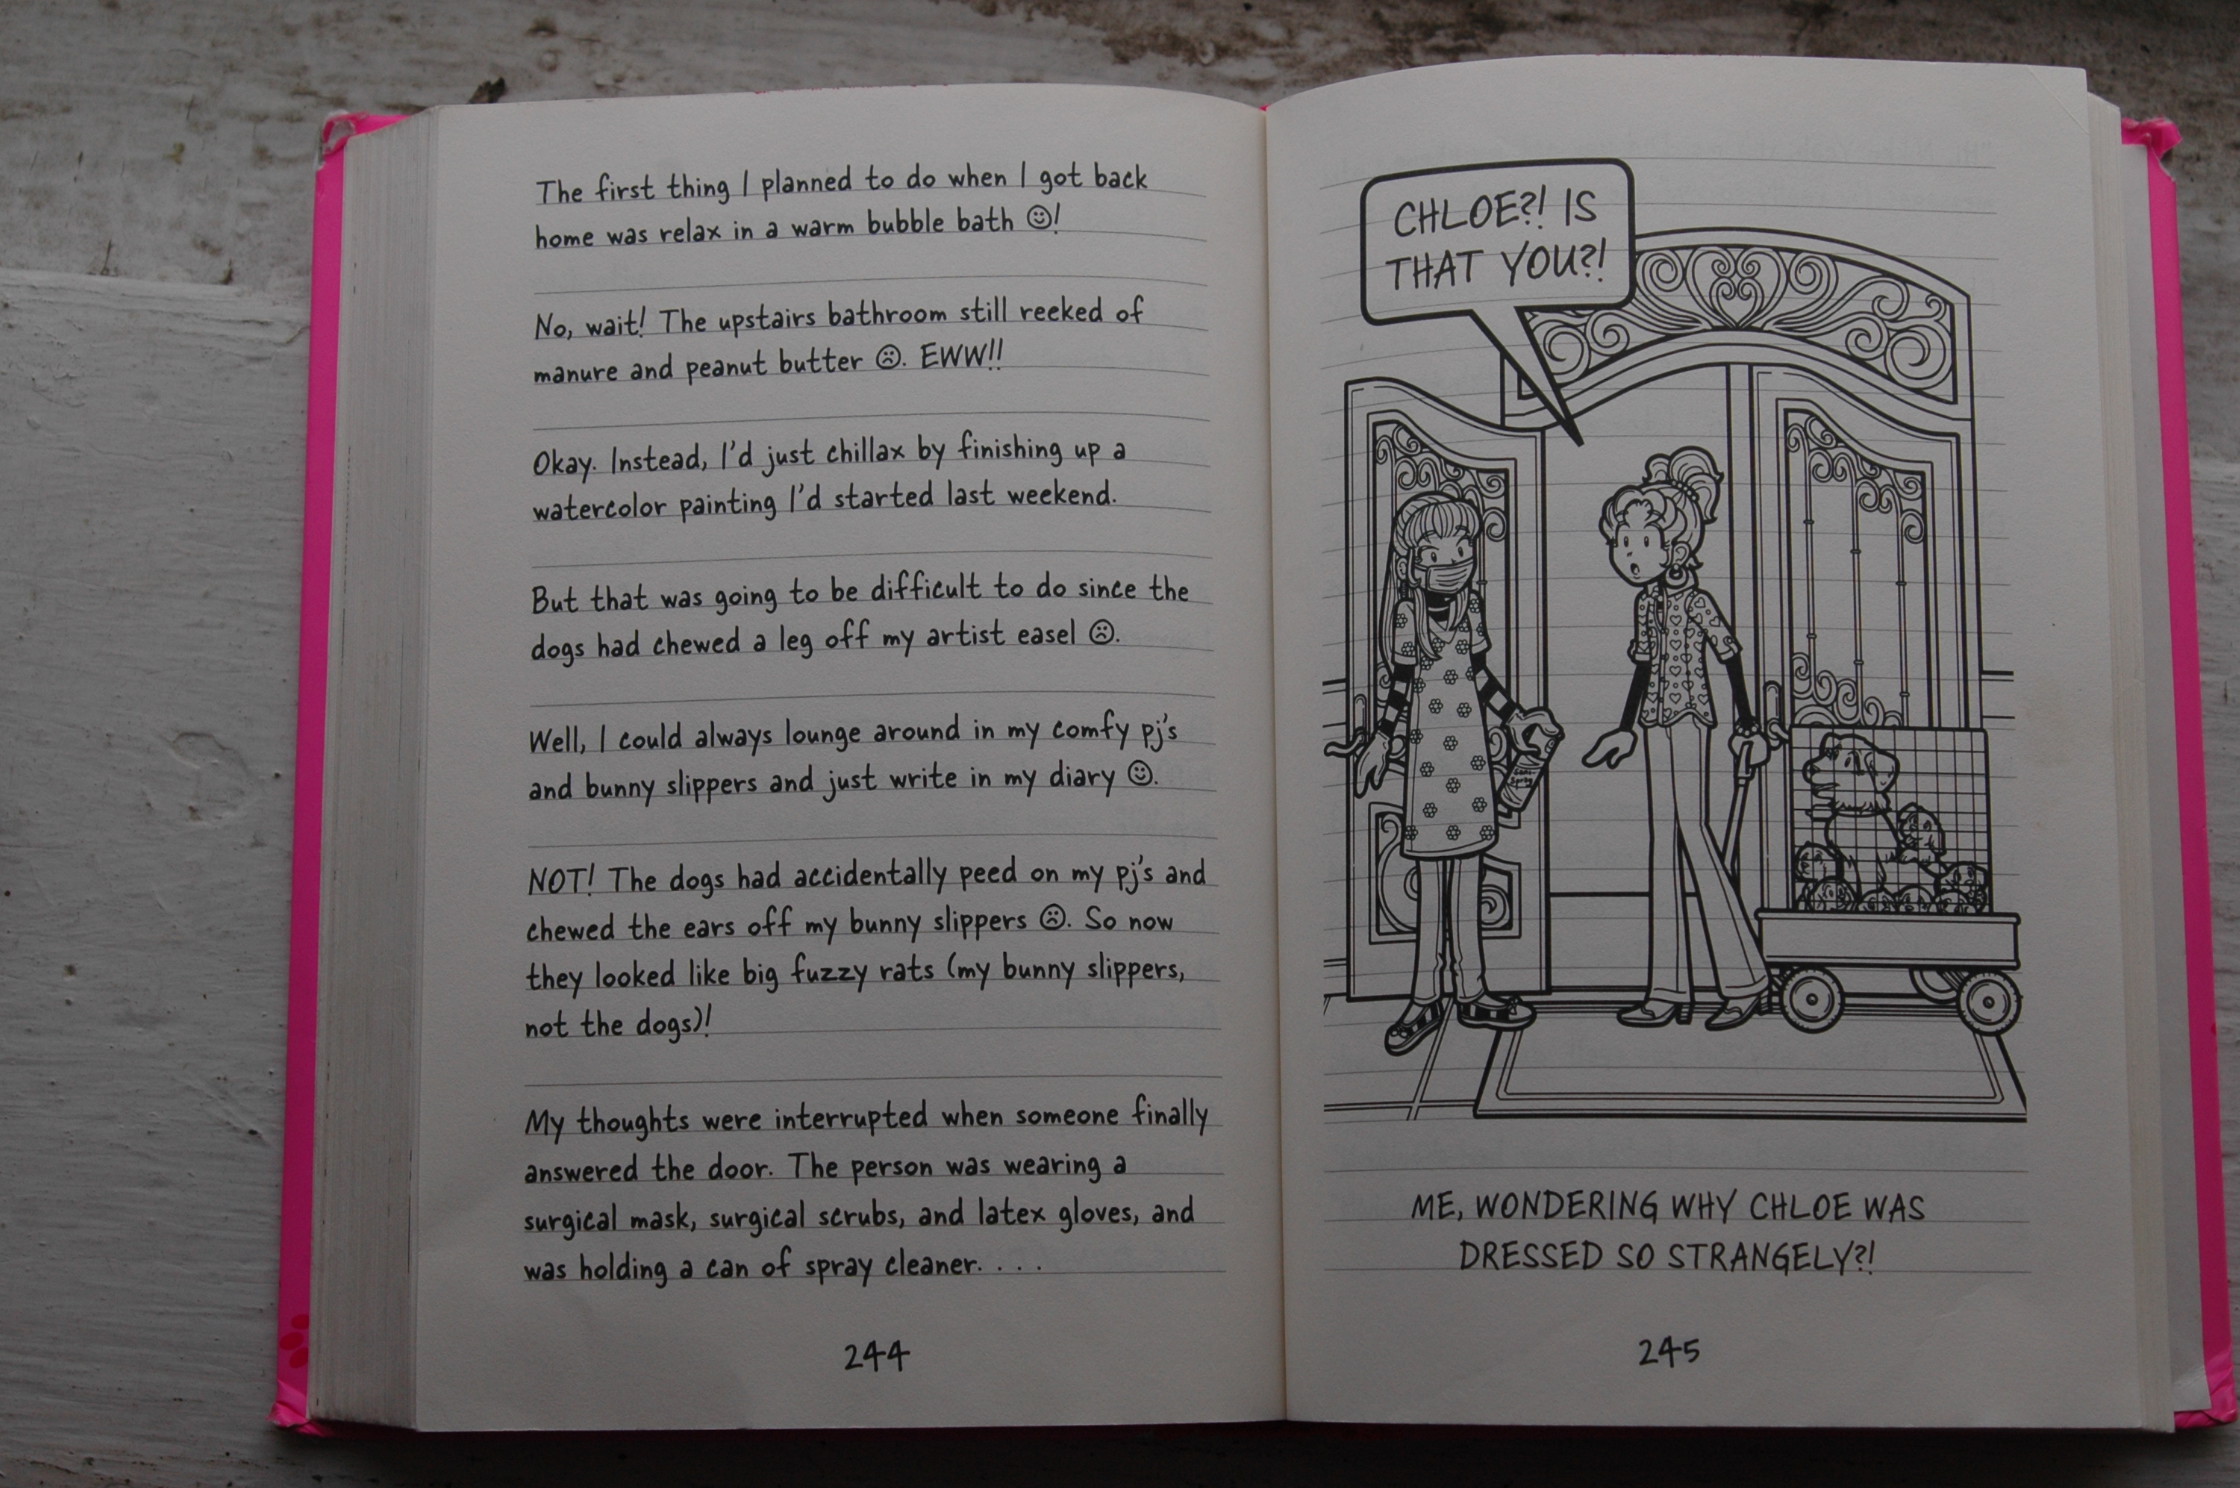 The first thing I planned to do when I got back
home was relax in a warm bubble bath ☺!
No, wait! The upstairs bathroom still reeked of
manure and peanut butter ☹. EWW!!
Okay. Instead, I'd just chillax by finishing up a
watercolor painting I'd started last weekend.
But that was going to be difficult to do since the
dogs had chewed a leg off my artist easel ☹.
Well, I could always lounge around in my comfy pj's
and bunny slippers and just write in my diary ☺.
NOT! The dogs had accidentally peed on my pj's and
chewed the ears off my bunny slippers ☹. So now
they looked like big fuzzy rats (my bunny slippers,
not the dogs)!
My thoughts were interrupted when someone finally
answered the door. The person was wearing a
surgical mask, surgical scrubs, and latex gloves, and
was holding a can of spray cleaner. . . .
244
CHLOE?! IS
THAT YOU?!
ME, WONDERING WHY CHLOE WAS
DRESSED SO STRANGELY?!
245